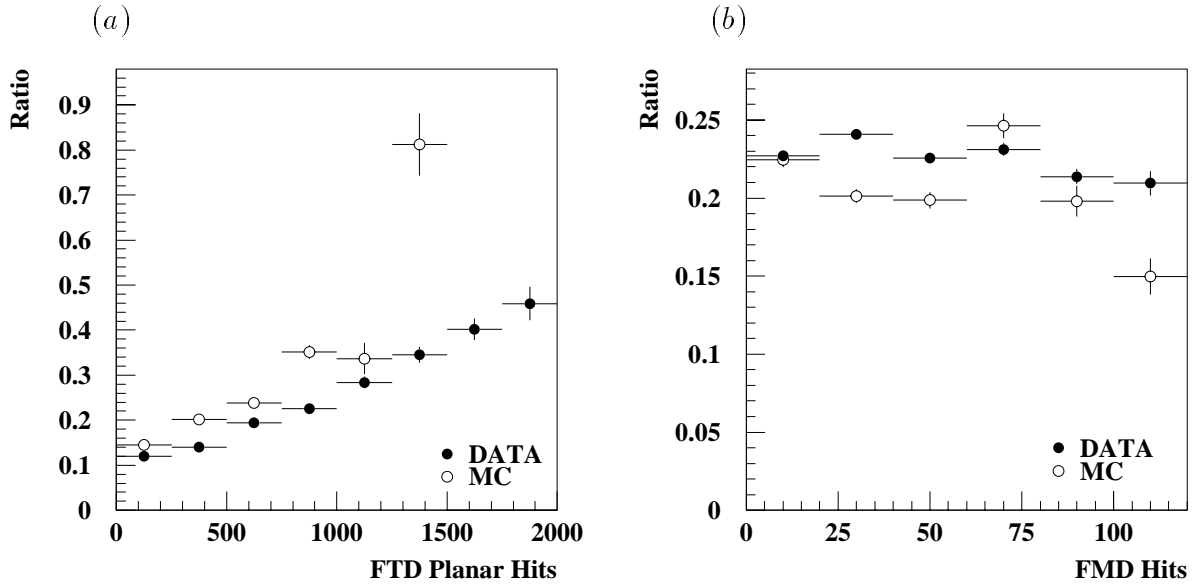 (a)
Ratio
0.9
0.8
0.7
0.6
0.5
0.4
0.3
0.2
0.1
0
DATA
MC
0 500 1000 1500 2000
FTD Planar Hits
(b)
Ratio
0.25
0.2
0.15
0.1
0.05
0
DATA
MC
0 25 50 75 100
FMD Hits